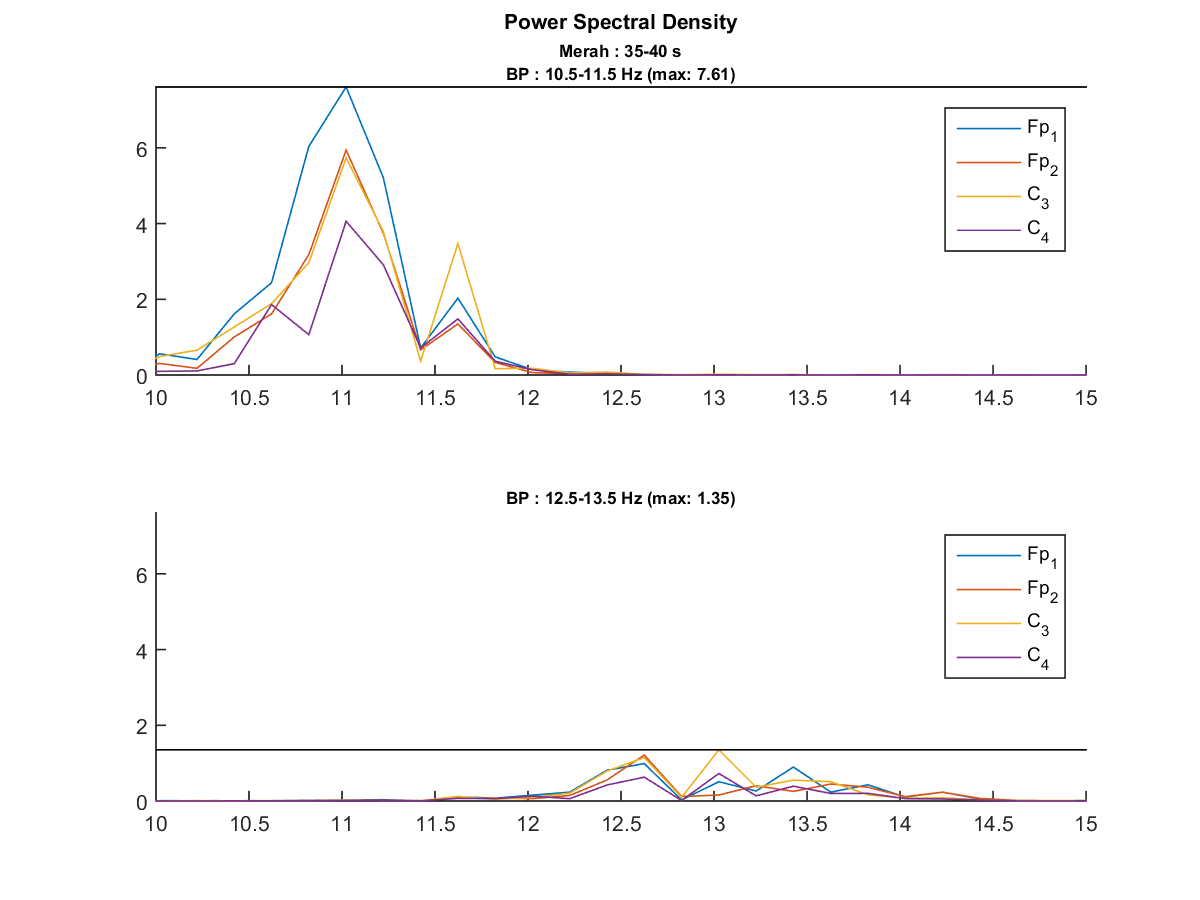 Power Spectral Density
Merah : 35-40 s
BP : 10.5-11.5 Hz (max: 7.61)
6
4
2
0
10 10.5 11 11.5 12 12.5 13 13.5 14 14.5 15
Fp1
Fp2
C3
C4
BP : 12.5-13.5 Hz (max: 1.35)
6
4
2
0
10 10.5 11 11.5 12 12.5 13 13.5 14 14.5 15
Fp1
Fp2
C3
C4